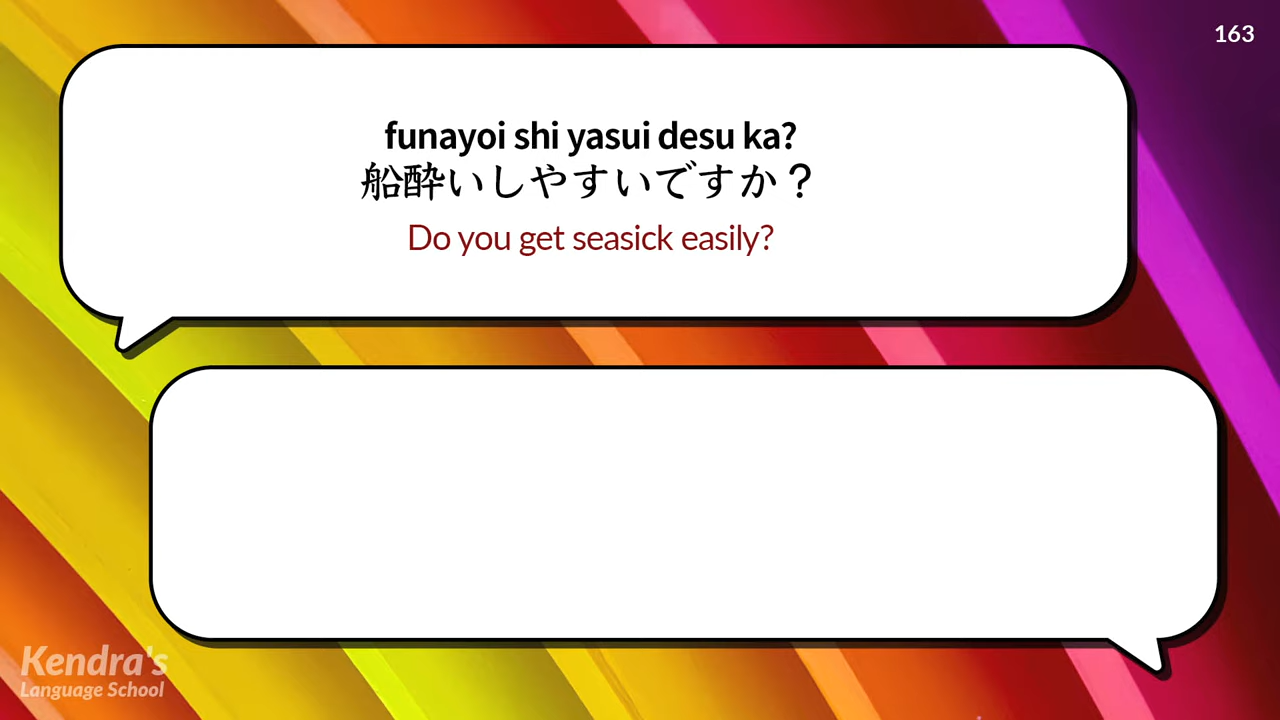 163
funayoi shi yasui desu ka?
船酔いしやすいですか？
Do you get seasick easily?
Kendra's
Language School